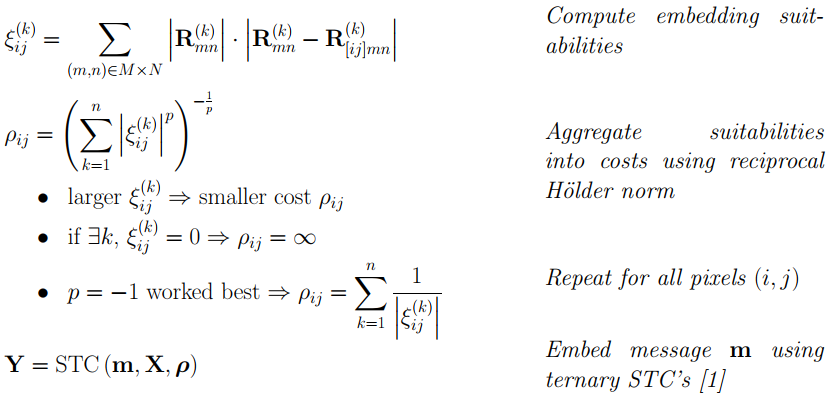 ξ_{ij}^{(k)} = ∑_{(m,n)∈M×N} |R_{mn}^{(k)}| · |R_{mn}^{(k)} − R_{[ij]mn}^{(k)}|
Compute embedding suit-
abilities
ρ_{ij} = (∑_{k=1}^{n} |ξ_{ij}^{(k)}|^p)^{−1/p}
Aggregate suitabilities
into costs using reciprocal
Hölder norm
• larger ξ_{ij}^{(k)} ⇒ smaller cost ρ_{ij}
• if ∃k, ξ_{ij}^{(k)} = 0 ⇒ ρ_{ij} = ∞
• p = −1 worked best ⇒ ρ_{ij} = ∑_{k=1}^{n} 1/|ξ_{ij}^{(k)}|
Repeat for all pixels (i, j)
Y = STC (m, X, ρ)
Embed message m using
ternary STC's [1]